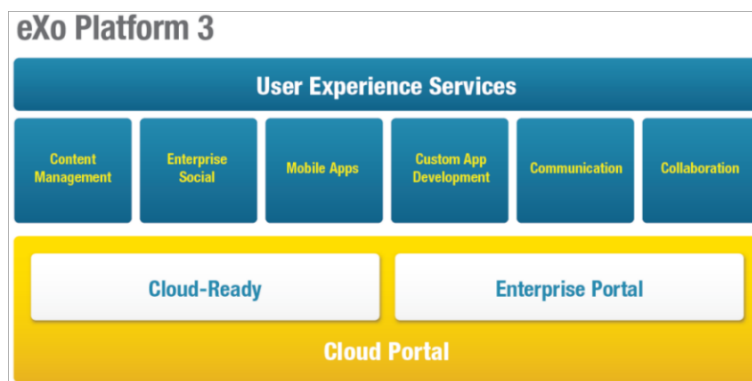 eXo Platform 3
User Experience Services
Content
Management
Enterprise
Social
Mobile Apps
Custom App
Development
Communication
Collaboration
Cloud-Ready
Enterprise Portal
Cloud Portal